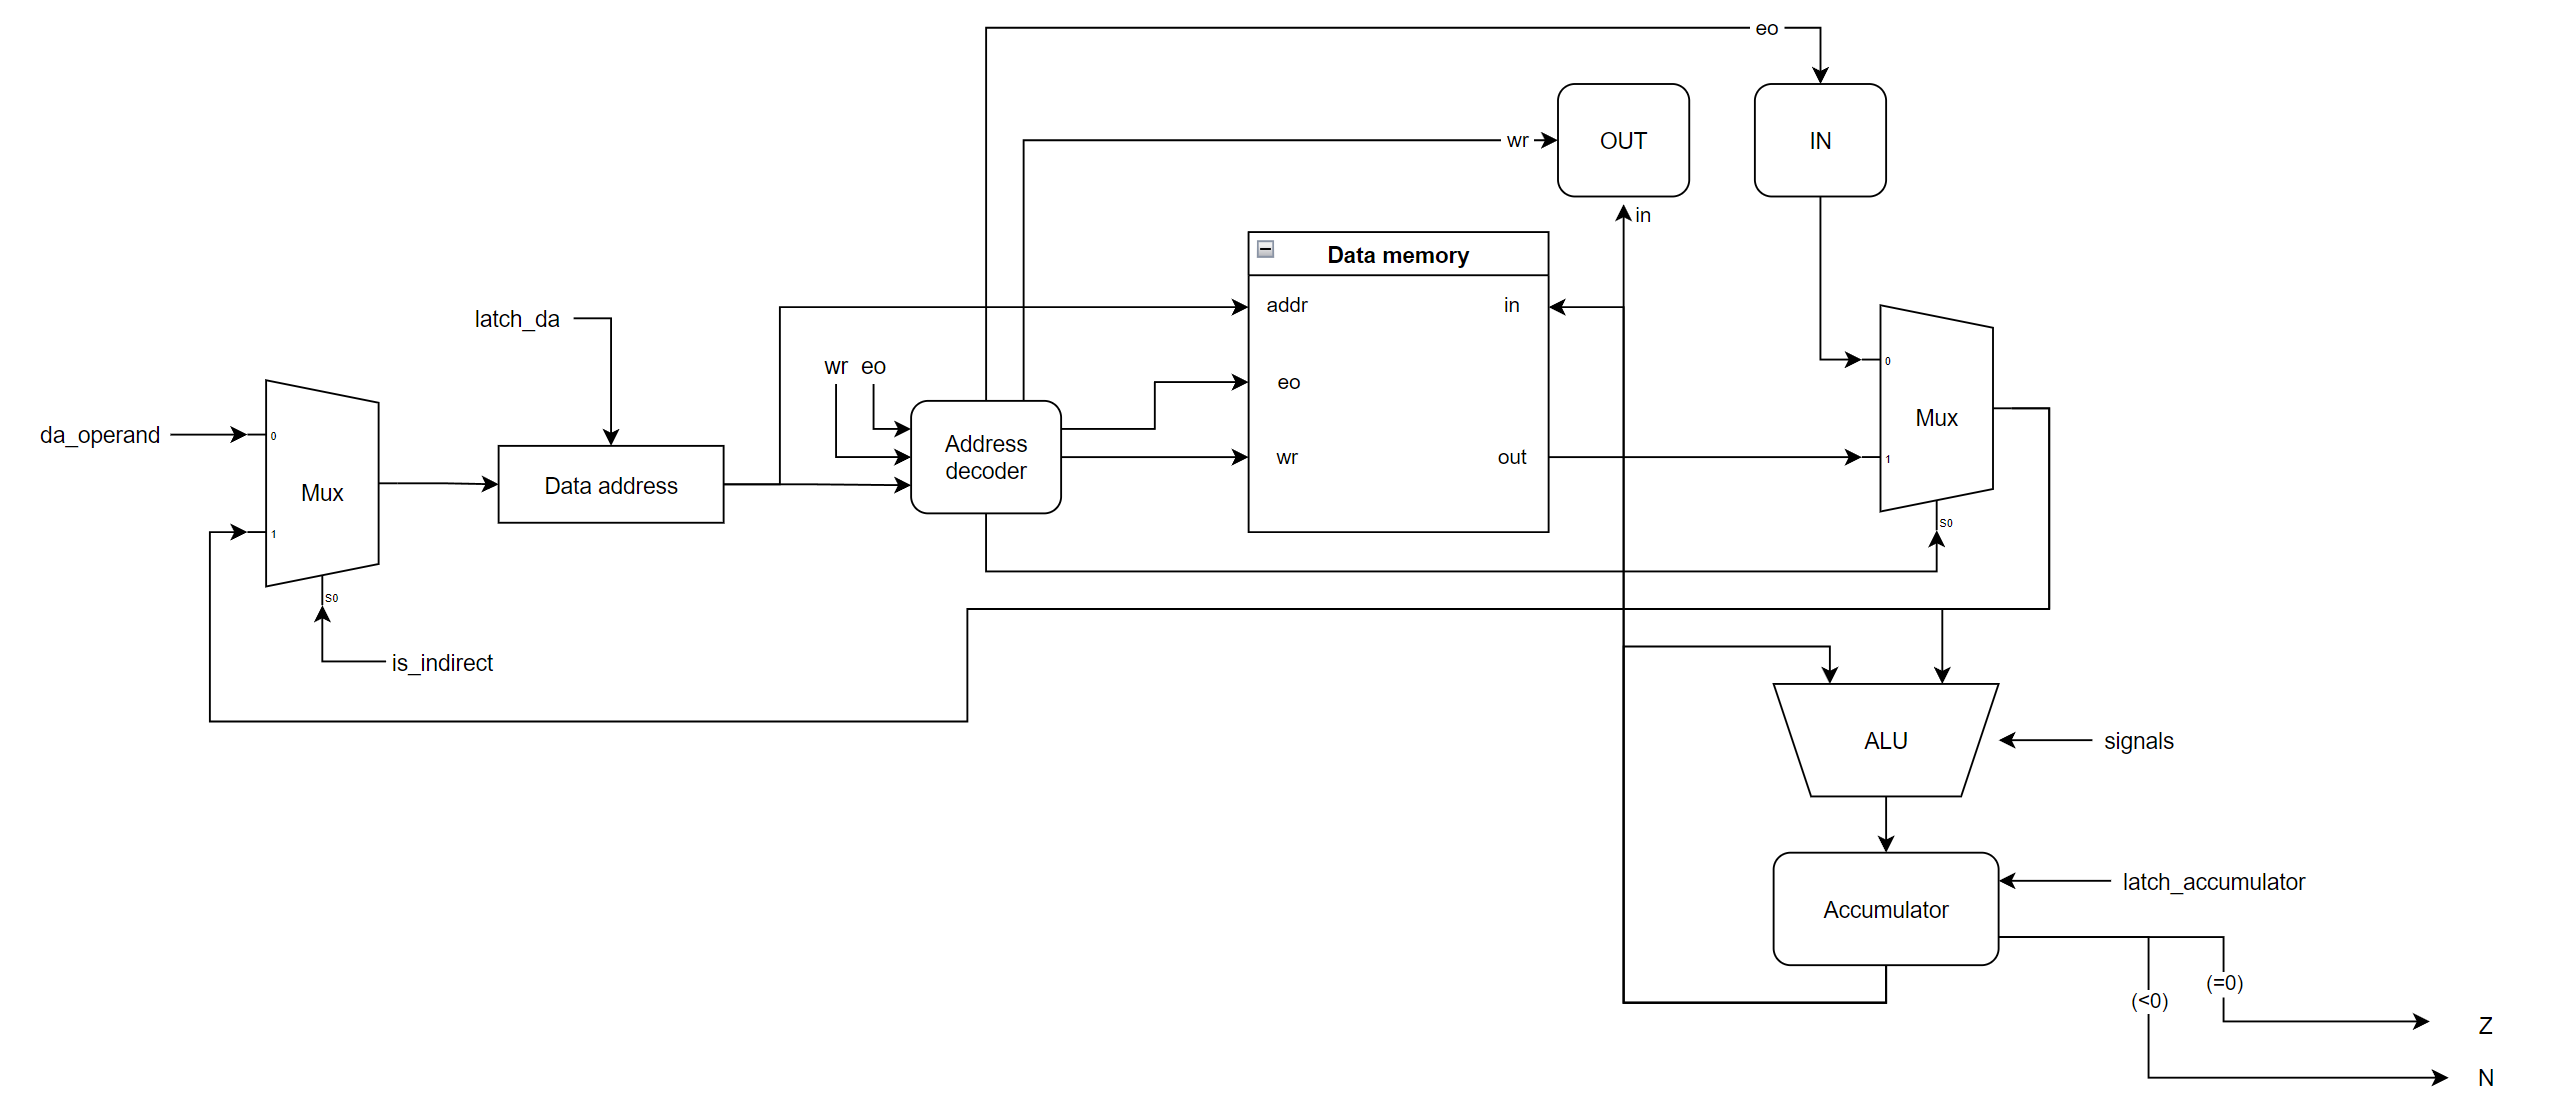 eo
OUT
IN
wr
in
Data memory
addr
in
latch_da
wr
eo
eo
0
Mux
da_operand
0
Address
decoder
wr
out
1
Data address
Mux
S0
1
S0
is_indirect
ALU
signals
latch_accumulator
Accumulator
(=0)
(<0)
Z
N